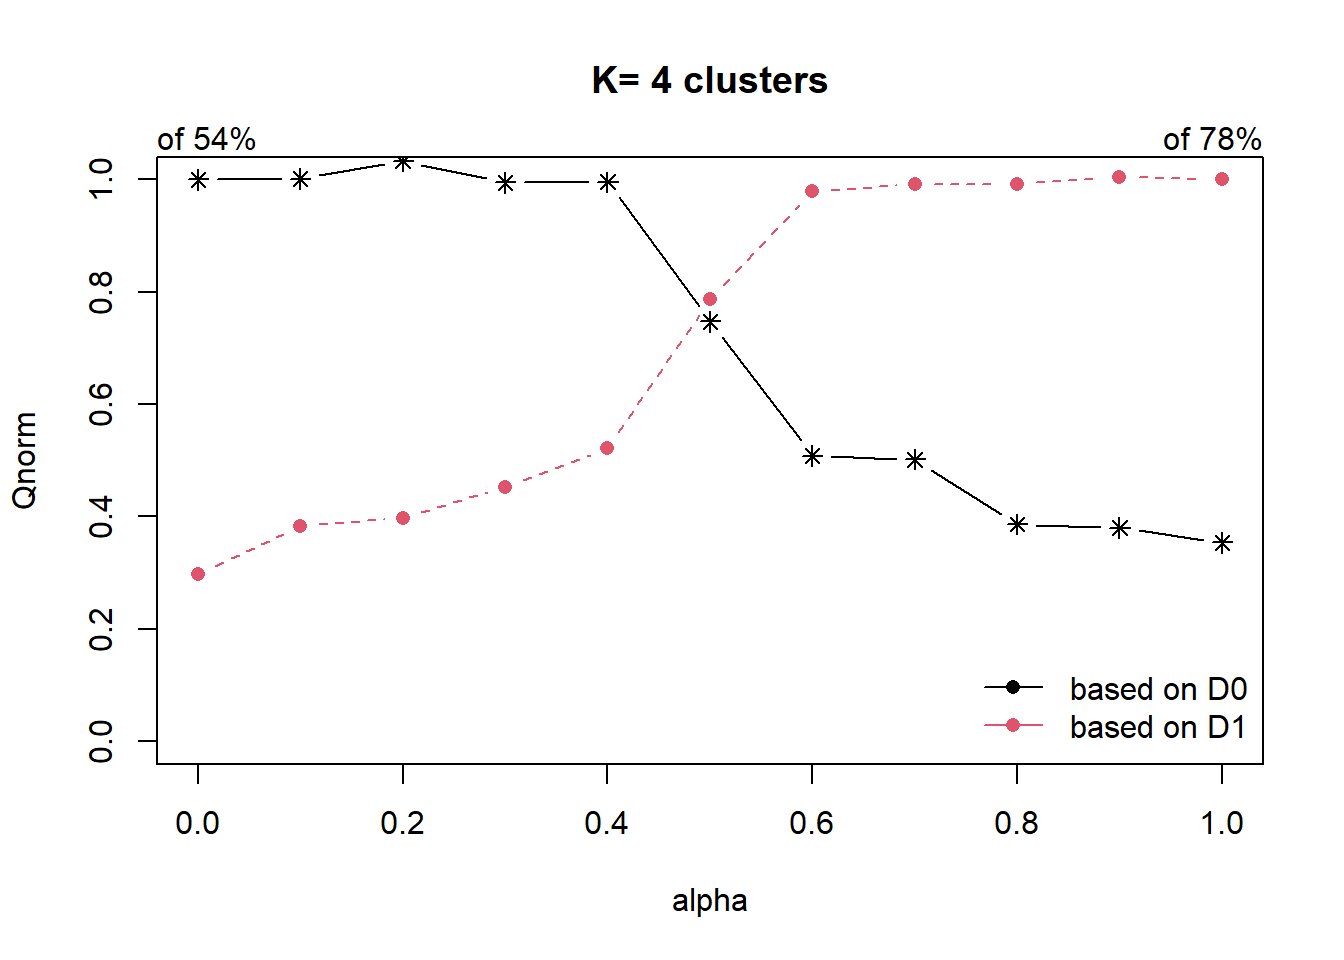 K= 4 clusters
of 54% of 78%
1.0
0.8
0.6
0.4
0.2
0.0
Qnorm
based on D0
based on D1
0.0 0.2 0.4 0.6 0.8 1.0
alpha